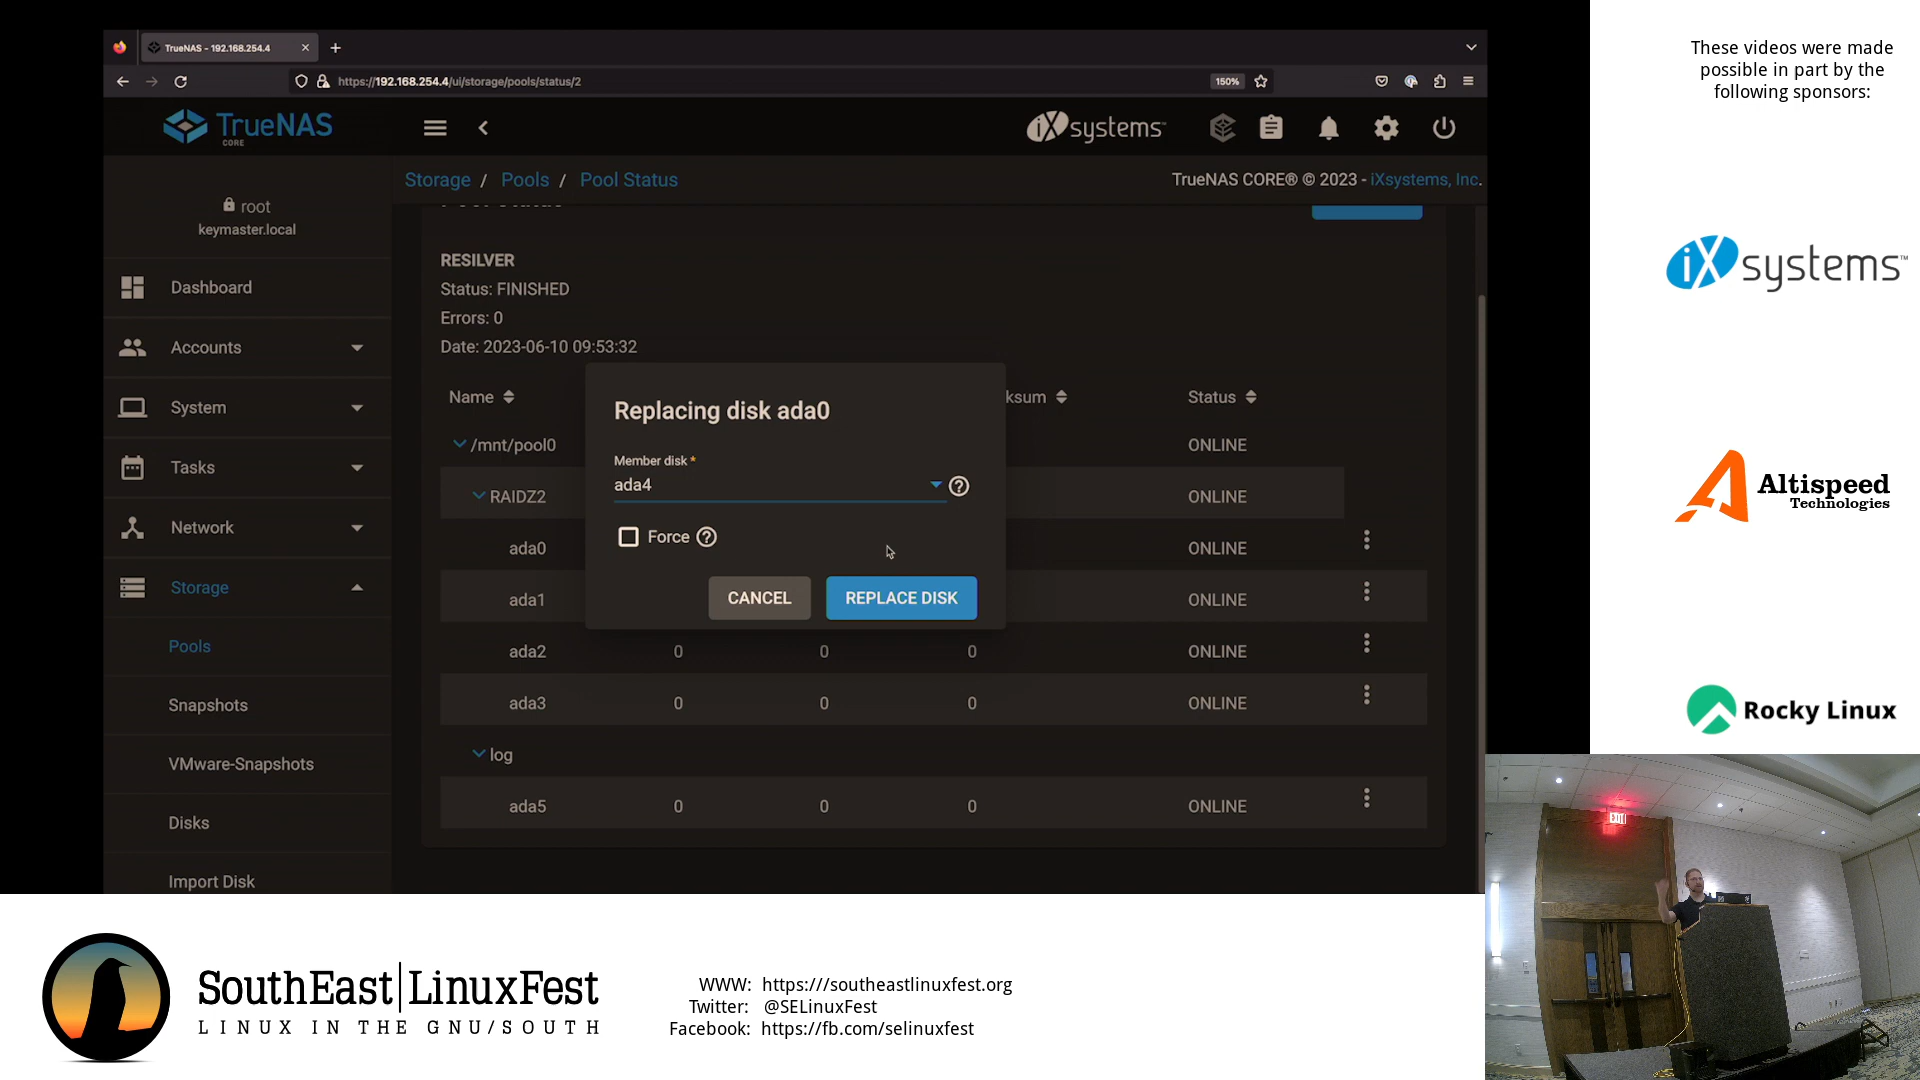 TrueNAS - 192.168.254.4
https://192.168.254.4/ui/storage/pools/status/2
150%
TrueNAS
CORE
iXsystems
Storage / Pools / Pool Status
TrueNAS CORE® © 2023 - iXsystems, Inc.
root
keymaster.local
Dashboard
Accounts
System
Tasks
Network
Storage
Pools
Snapshots
VMware-Snapshots
Disks
Import Disk
Pool Status
RESILVER
Status: FINISHED
Errors: 0
Date: 2023-06-10 09:53:32
Name
ksum
Status
/mnt/pool0
ONLINE
RAIDZ2
ONLINE
ada0
ONLINE
ada1
ONLINE
ada2 0 0 0 ONLINE
ada3 0 0 0 ONLINE
log
ada5 0 0 0 ONLINE
Replacing disk ada0
Member disk *
ada4
Force
CANCEL
REPLACE DISK
These videos were made
possible in part by the
following sponsors:
iXsystems™
Altispeed
Technologies
Rocky Linux
EXIT
SouthEast|LinuxFest
LINUX IN THE GNU/SOUTH
WWW: https:///southeastlinuxfest.org
Twitter: @SELinuxFest
Facebook: https://fb.com/selinuxfest